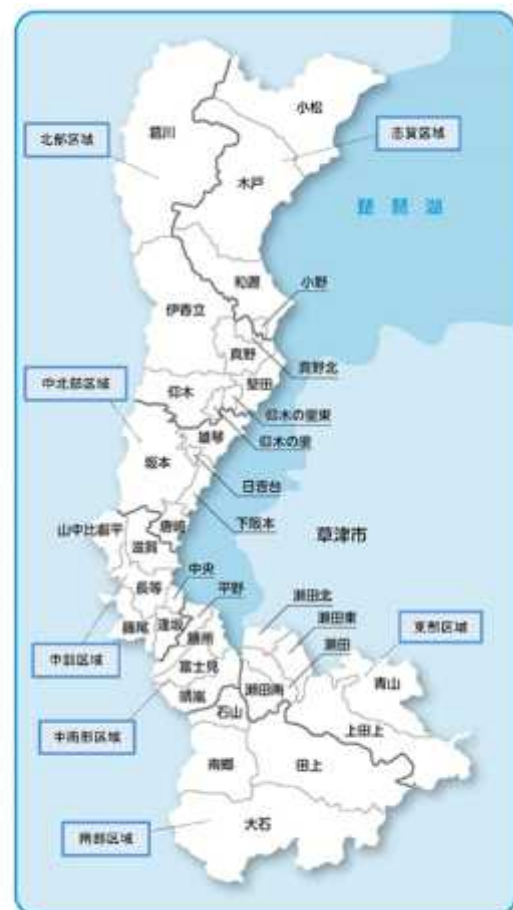 小松
葛川
北部区域
志賀区域
木戸
琵琶湖
和邇
小野
伊香立
真野
真野北
中北部区域
仰木
堅田
仰木の里東
仰木の里
雄琴
坂本
日吉台
下阪本
山中比叡平
唐崎
滋賀
草津市
中央
長等
平野
瀬田北
藤尾
逢坂
膳所
瀬田東
東部区域
瀬田
中部区域
富士見
瀬田南
青山
晴嵐
石山
上田上
中南部区域
南郷
田上
大石
南部区域